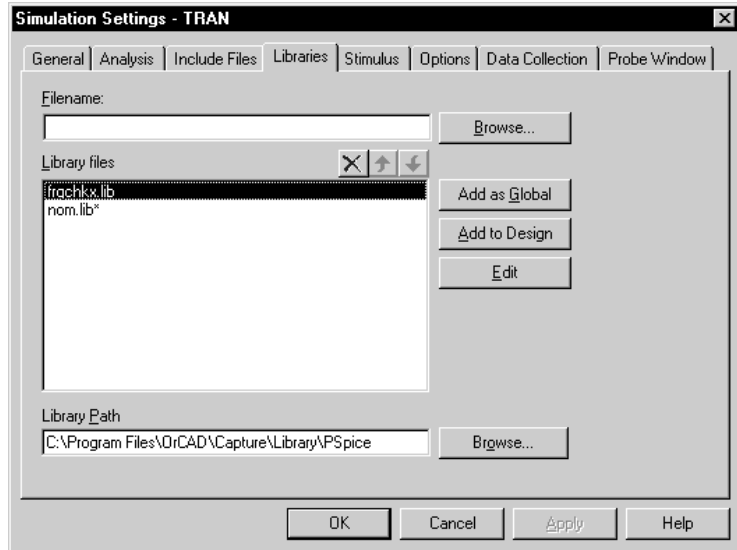 Simulation Settings - TRAN
General Analysis Include Files Libraries Stimulus Options Data Collection Probe Window
Filename:
Browse...
Library files
frqchkx.lib
nom.lib*
Add as Global
Add to Design
Edit
Library Path
C:\Program Files\OrCAD\Capture\Library\PSpice
Browse...
OK Cancel Apply Help